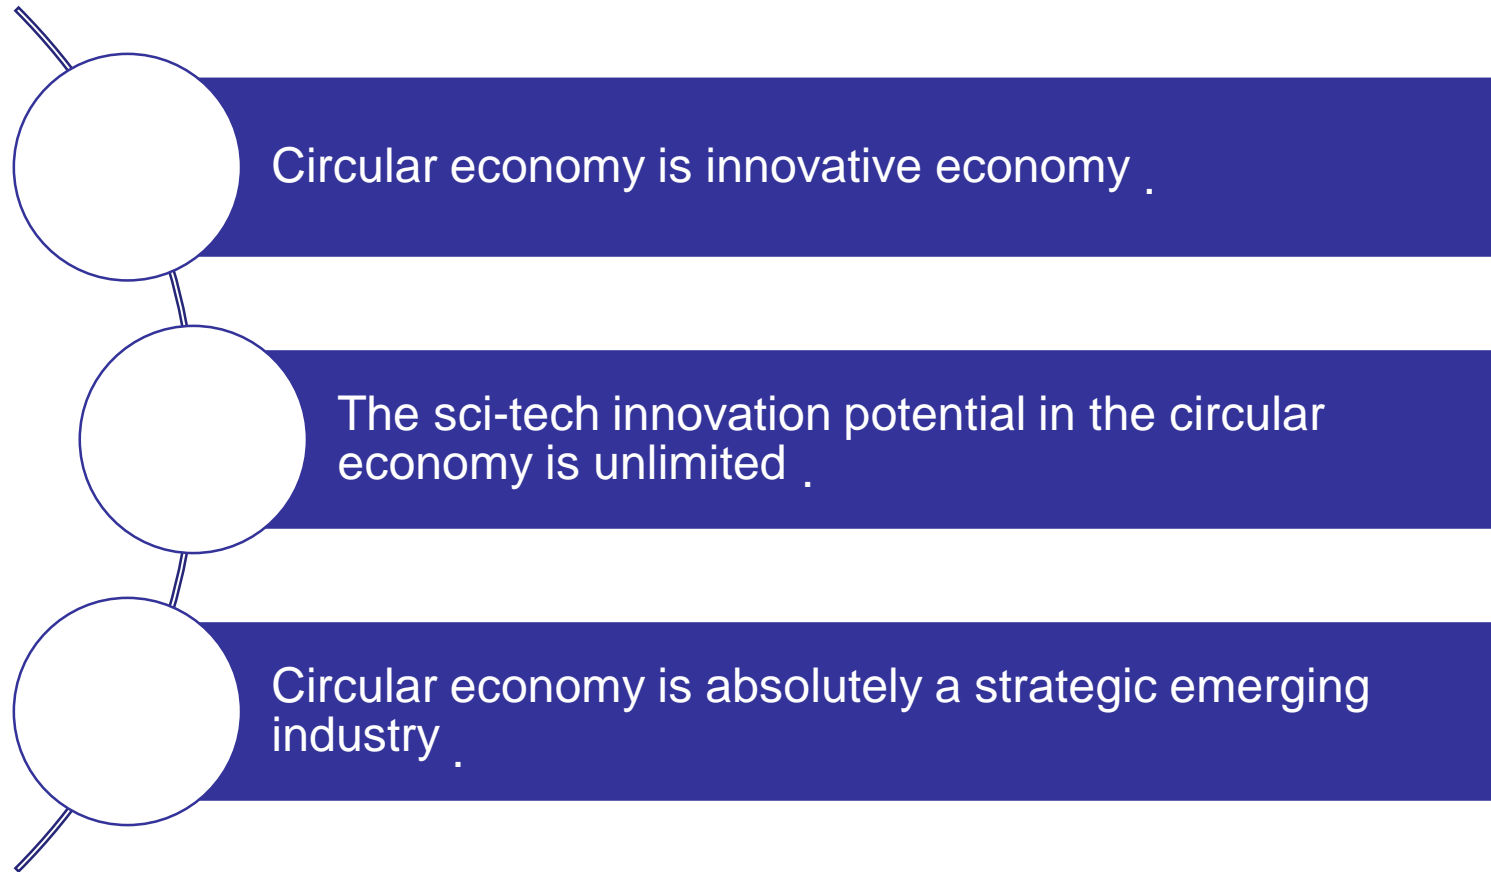 Circular economy is innovative economy .
The sci-tech innovation potential in the circular
economy is unlimited .
Circular economy is absolutely a strategic emerging
industry .